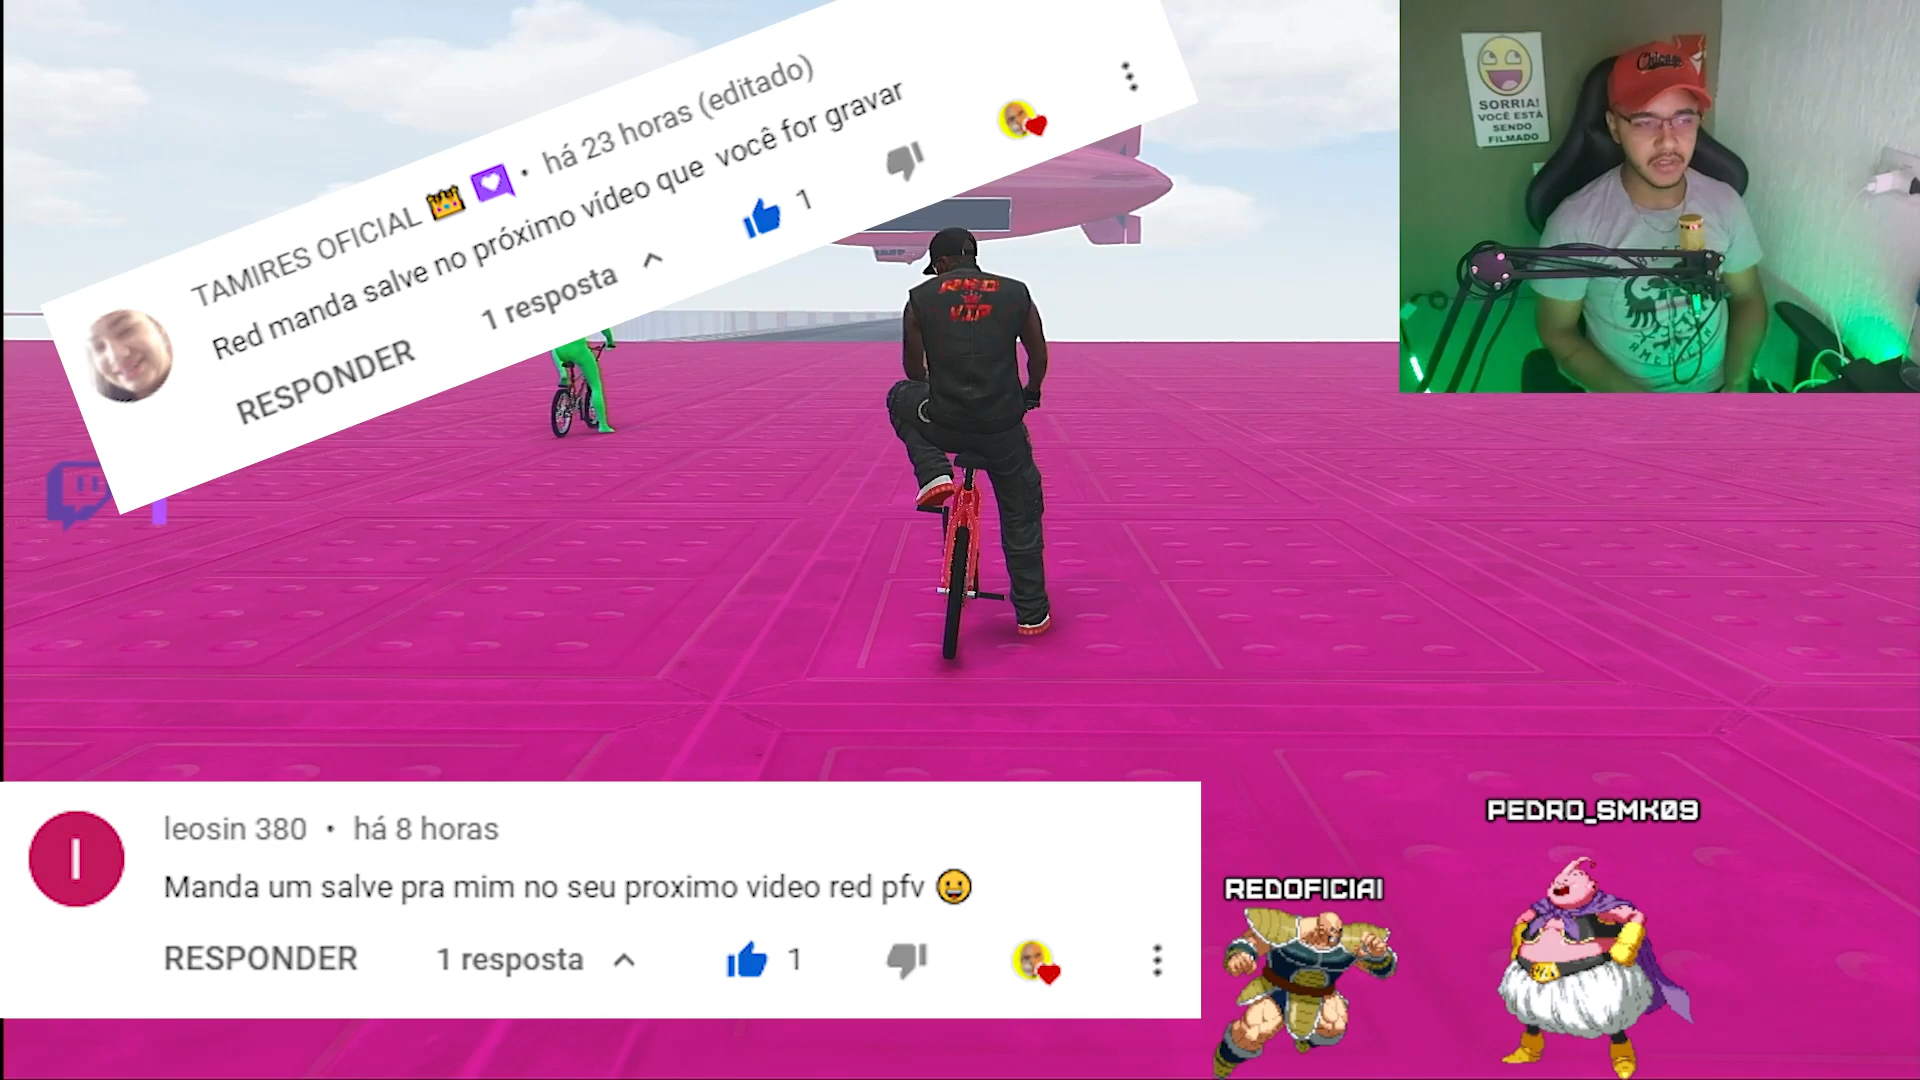 TAMIRES OFICIAL 👑 💜 • há 23 horas (editado)
Red manda salve no próximo vídeo que você for gravar
RESPONDER 1 resposta 1
Chicago
SORRIA!
VOCÊ ESTÁ
SENDO
FILMADO
RED
V.I.P
leosin 380 • há 8 horas
Manda um salve pra mim no seu proximo video red pfv 😀
RESPONDER 1 resposta 1
l
REDOFICIAl
PEDRO_SMK09